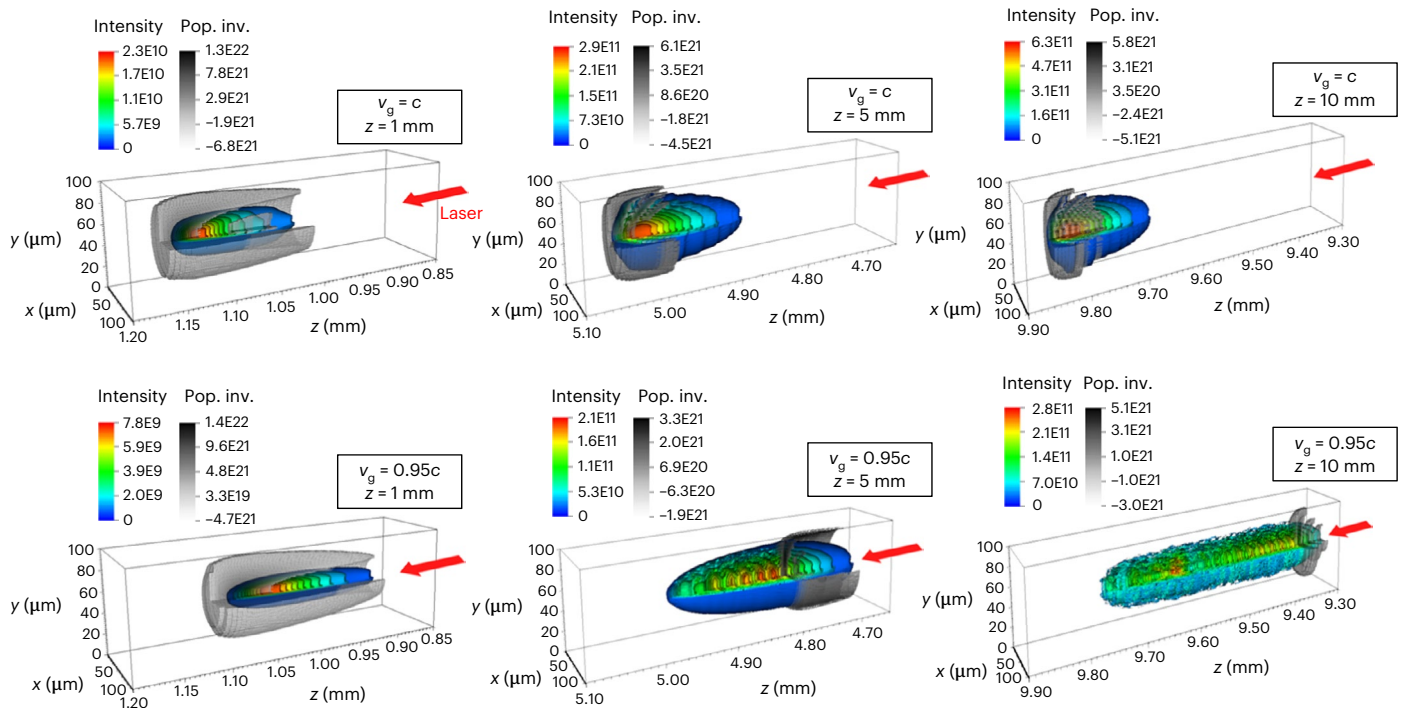 Intensity Pop. inv.
2.3E10 1.3E22
1.7E10 7.8E21
1.1E10 2.9E21
5.7E9 −1.9E21
0 −6.8E21
vg = c
z = 1 mm
Laser
100
80
60
40
20
0
y (µm)
x (µm)
50
100
1.20
1.15
1.10
1.05
1.00
0.95
0.90
0.85
z (mm)
Intensity Pop. inv.
2.9E11 6.1E21
2.1E11 3.5E21
1.5E11 8.6E20
7.3E10 −1.8E21
0 −4.5E21
vg = c
z = 5 mm
100
80
60
40
20
0
y (µm)
x (µm)
50
100
5.10
5.00
4.90
4.80
4.70
z (mm)
Intensity Pop. inv.
6.3E11 5.8E21
4.7E11 3.1E21
3.1E11 3.5E20
1.6E11 −2.4E21
0 −5.1E21
vg = c
z = 10 mm
100
80
60
40
20
0
y (µm)
x (µm)
50
100
9.90
9.80
9.70
9.60
9.50
9.40
9.30
z (mm)
Intensity Pop. inv.
7.8E9 1.4E22
5.9E9 9.6E21
3.9E9 4.8E21
2.0E9 3.3E19
0 −4.7E21
vg = 0.95c
z = 1 mm
100
80
60
40
20
0
y (µm)
x (µm)
50
100
1.20
1.15
1.10
1.05
1.00
0.95
0.90
0.85
z (mm)
Intensity Pop. inv.
2.1E11 3.3E21
1.6E11 2.0E21
1.1E11 6.9E20
5.3E10 −6.3E20
0 −1.9E21
vg = 0.95c
z = 5 mm
100
80
60
40
20
0
y (µm)
x (µm)
50
100
5.10
5.00
4.90
4.80
4.70
z (mm)
Intensity Pop. inv.
2.8E11 5.1E21
2.1E11 3.1E21
1.4E11 1.0E21
7.0E10 −1.0E21
0 −3.0E21
vg = 0.95c
z = 10 mm
100
80
60
40
20
0
y (µm)
x (µm)
50
100
9.90
9.80
9.70
9.60
9.50
9.40
9.30
z (mm)